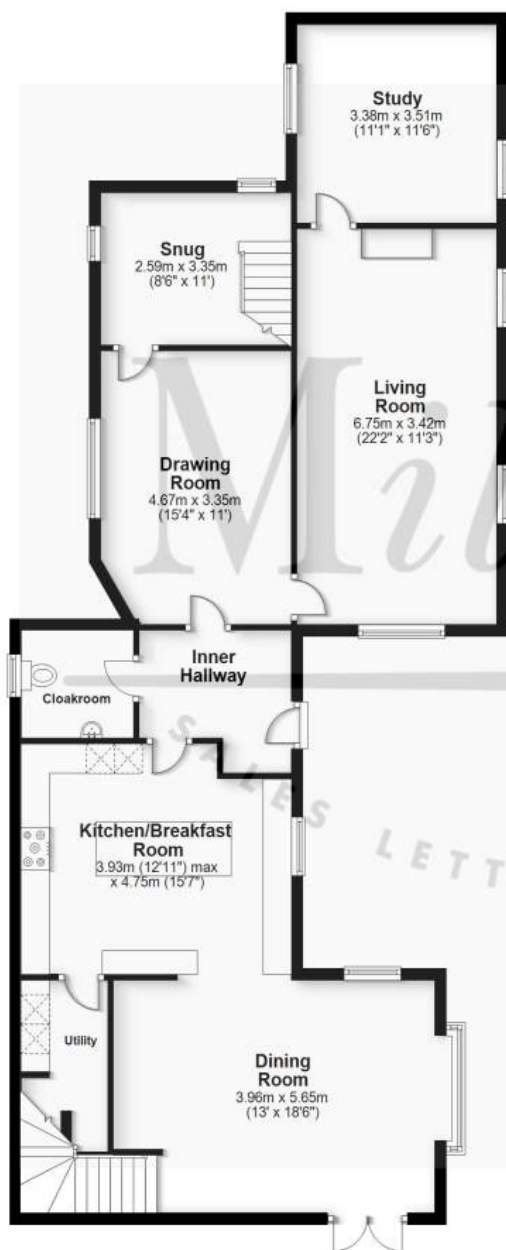 Study
3.38m x 3.51m
(11'1" x 11'6")
Snug
2.59m x 3.35m
(8'6" x 11')
Living
Room
6.75m x 3.42m
(22'2" x 11'3")
Drawing
Room
4.67m x 3.35m
(15'4" x 11')
Mil
Inner
Hallway
Cloakroom
SALES LETT
Kitchen/Breakfast
Room
3.93m (12'11") max
x 4.75m (15'7")
Utility
Dining
Room
3.96m x 5.65m
(13' x 18'6")